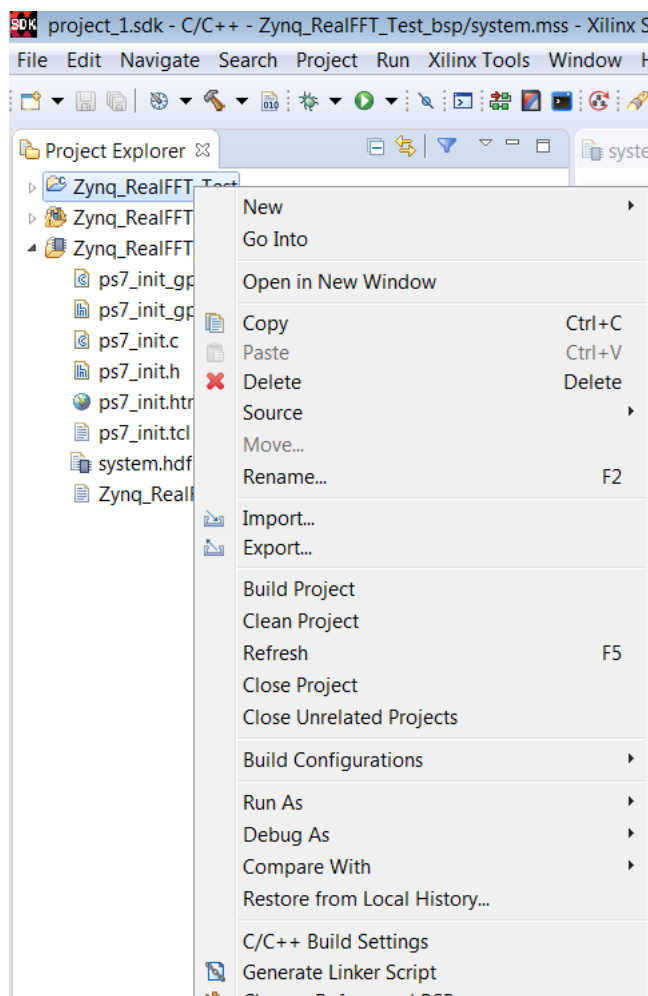 SDK project_1.sdk - C/C++ - Zynq_RealFFT_Test_bsp/system.mss - Xilinx S
File Edit Navigate Search Project Run Xilinx Tools Window H
010
Project Explorer
syste
Zynq_RealFFT_Test
Zynq_RealFFT
Zynq_RealFFT
ps7_init_gp
ps7_init_gp
ps7_init.c
ps7_init.h
ps7_init.htm
ps7_init.tcl
system.hdf
Zynq_RealF
New
Go Into
Open in New Window
Copy Ctrl+C
Paste Ctrl+V
Delete Delete
Source
Move...
Rename... F2
Import...
Export...
Build Project
Clean Project
Refresh F5
Close Project
Close Unrelated Projects
Build Configurations
Run As
Debug As
Compare With
Restore from Local History...
C/C++ Build Settings
Generate Linker Script